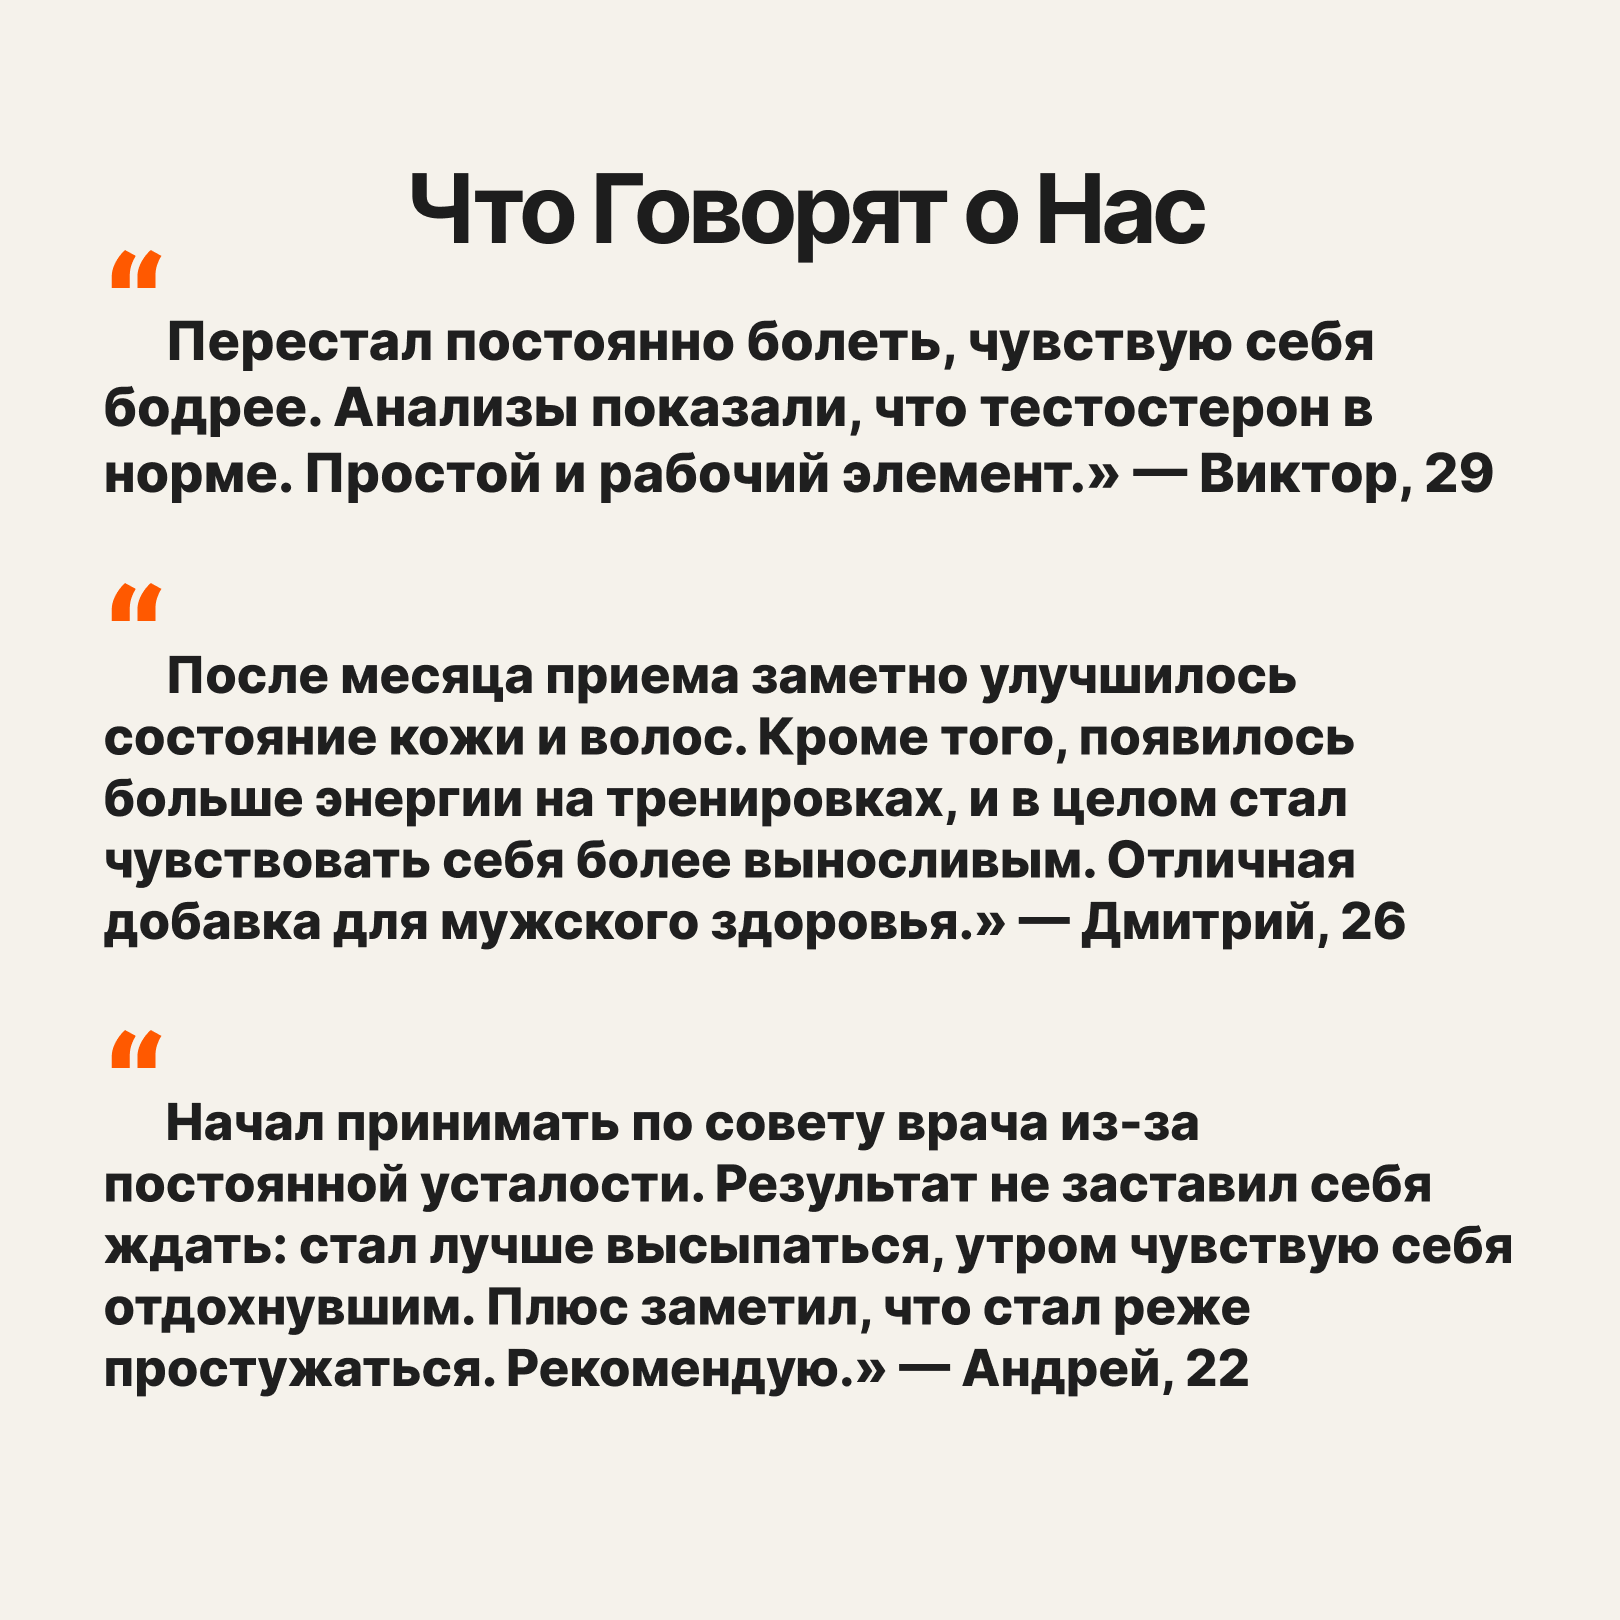 Что Говорят о Нас
“
Перестал постоянно болеть, чувствую себя
бодрее. Анализы показали, что тестостерон в
норме. Простой и рабочий элемент.» — Виктор, 29
“
После месяца приема заметно улучшилось
состояние кожи и волос. Кроме того, появилось
больше энергии на тренировках, и в целом стал
чувствовать себя более выносливым. Отличная
добавка для мужского здоровья.» — Дмитрий, 26
“
Начал принимать по совету врача из-за
постоянной усталости. Результат не заставил себя
ждать: стал лучше высыпаться, утром чувствую себя
отдохнувшим. Плюс заметил, что стал реже
простужаться. Рекомендую.» — Андрей, 22